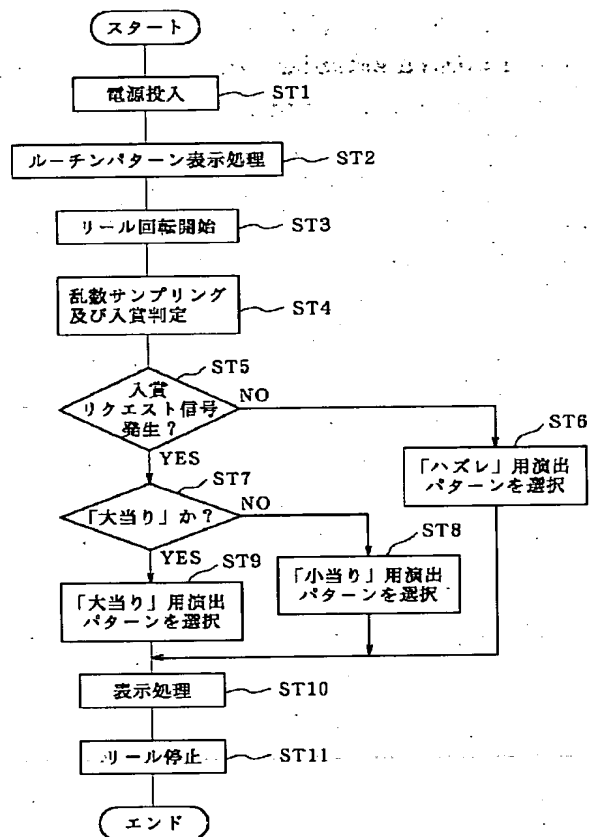 スタート
電源投入
ST1
ルーチンパターン表示処理
ST2
リール回転開始
ST3
乱数サンプリング
及び入賞判定
ST4
ST5
入賞
リクエスト信号
発生？
NO
YES
ST6
「ハズレ」用演出
パターンを選択
ST7
「大当り」か？
NO
YES
ST8
「小当り」用演出
パターンを選択
ST9
「大当り」用演出
パターンを選択
表示処理
ST10
リール停止
ST11
エンド